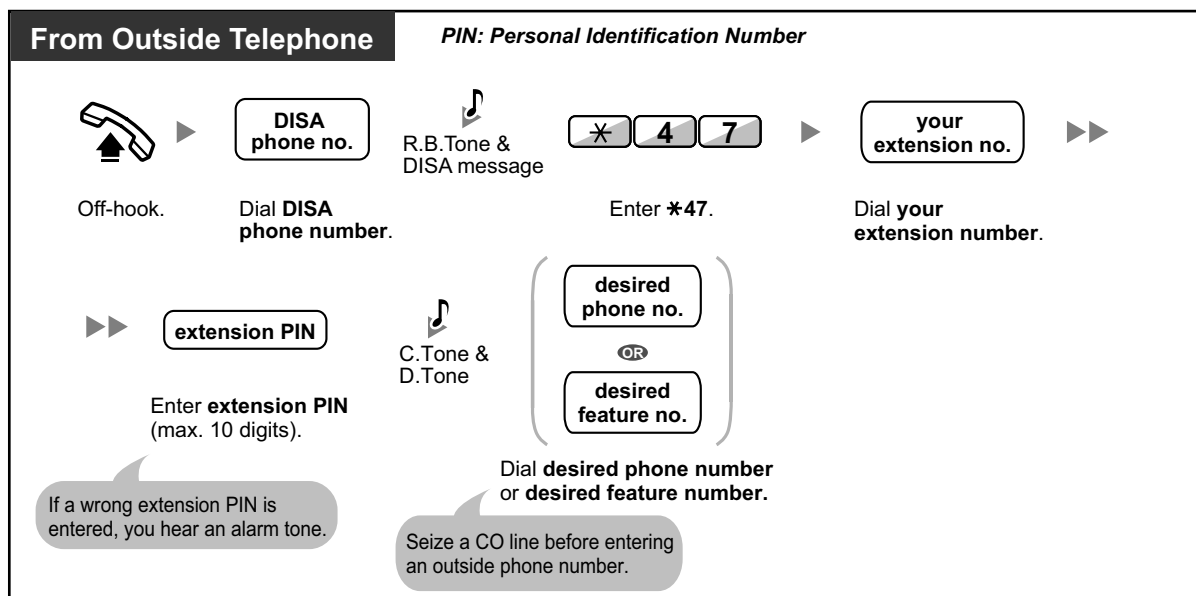 From Outside Telephone
PIN: Personal Identification Number
DISA
phone no.
R.B.Tone &
DISA message
* 4 7
your
extension no.
Off-hook.
Dial DISA
phone number.
Enter *47.
Dial your
extension number.
extension PIN
C.Tone &
D.Tone
desired
phone no.
OR
desired
feature no.
Enter extension PIN
(max. 10 digits).
Dial desired phone number
or desired feature number.
If a wrong extension PIN is
entered, you hear an alarm tone.
Seize a CO line before entering
an outside phone number.